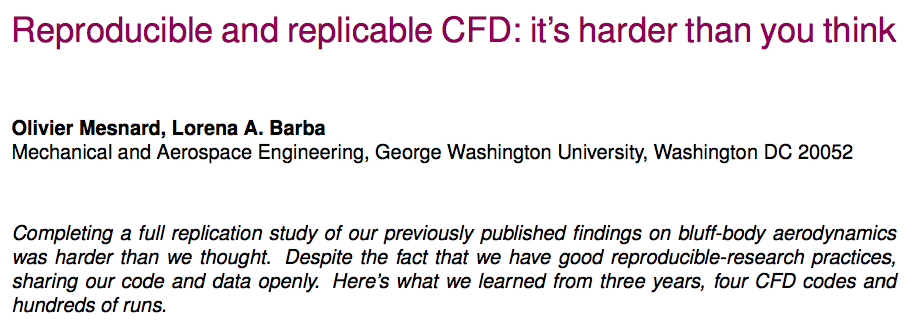 Reproducible and replicable CFD: it's harder than you think
Olivier Mesnard, Lorena A. Barba
Mechanical and Aerospace Engineering, George Washington University, Washington DC 20052
Completing a full replication study of our previously published findings on bluff-body aerodynamics
was harder than we thought. Despite the fact that we have good reproducible-research practices,
sharing our code and data openly. Here's what we learned from three years, four CFD codes and
hundreds of runs.